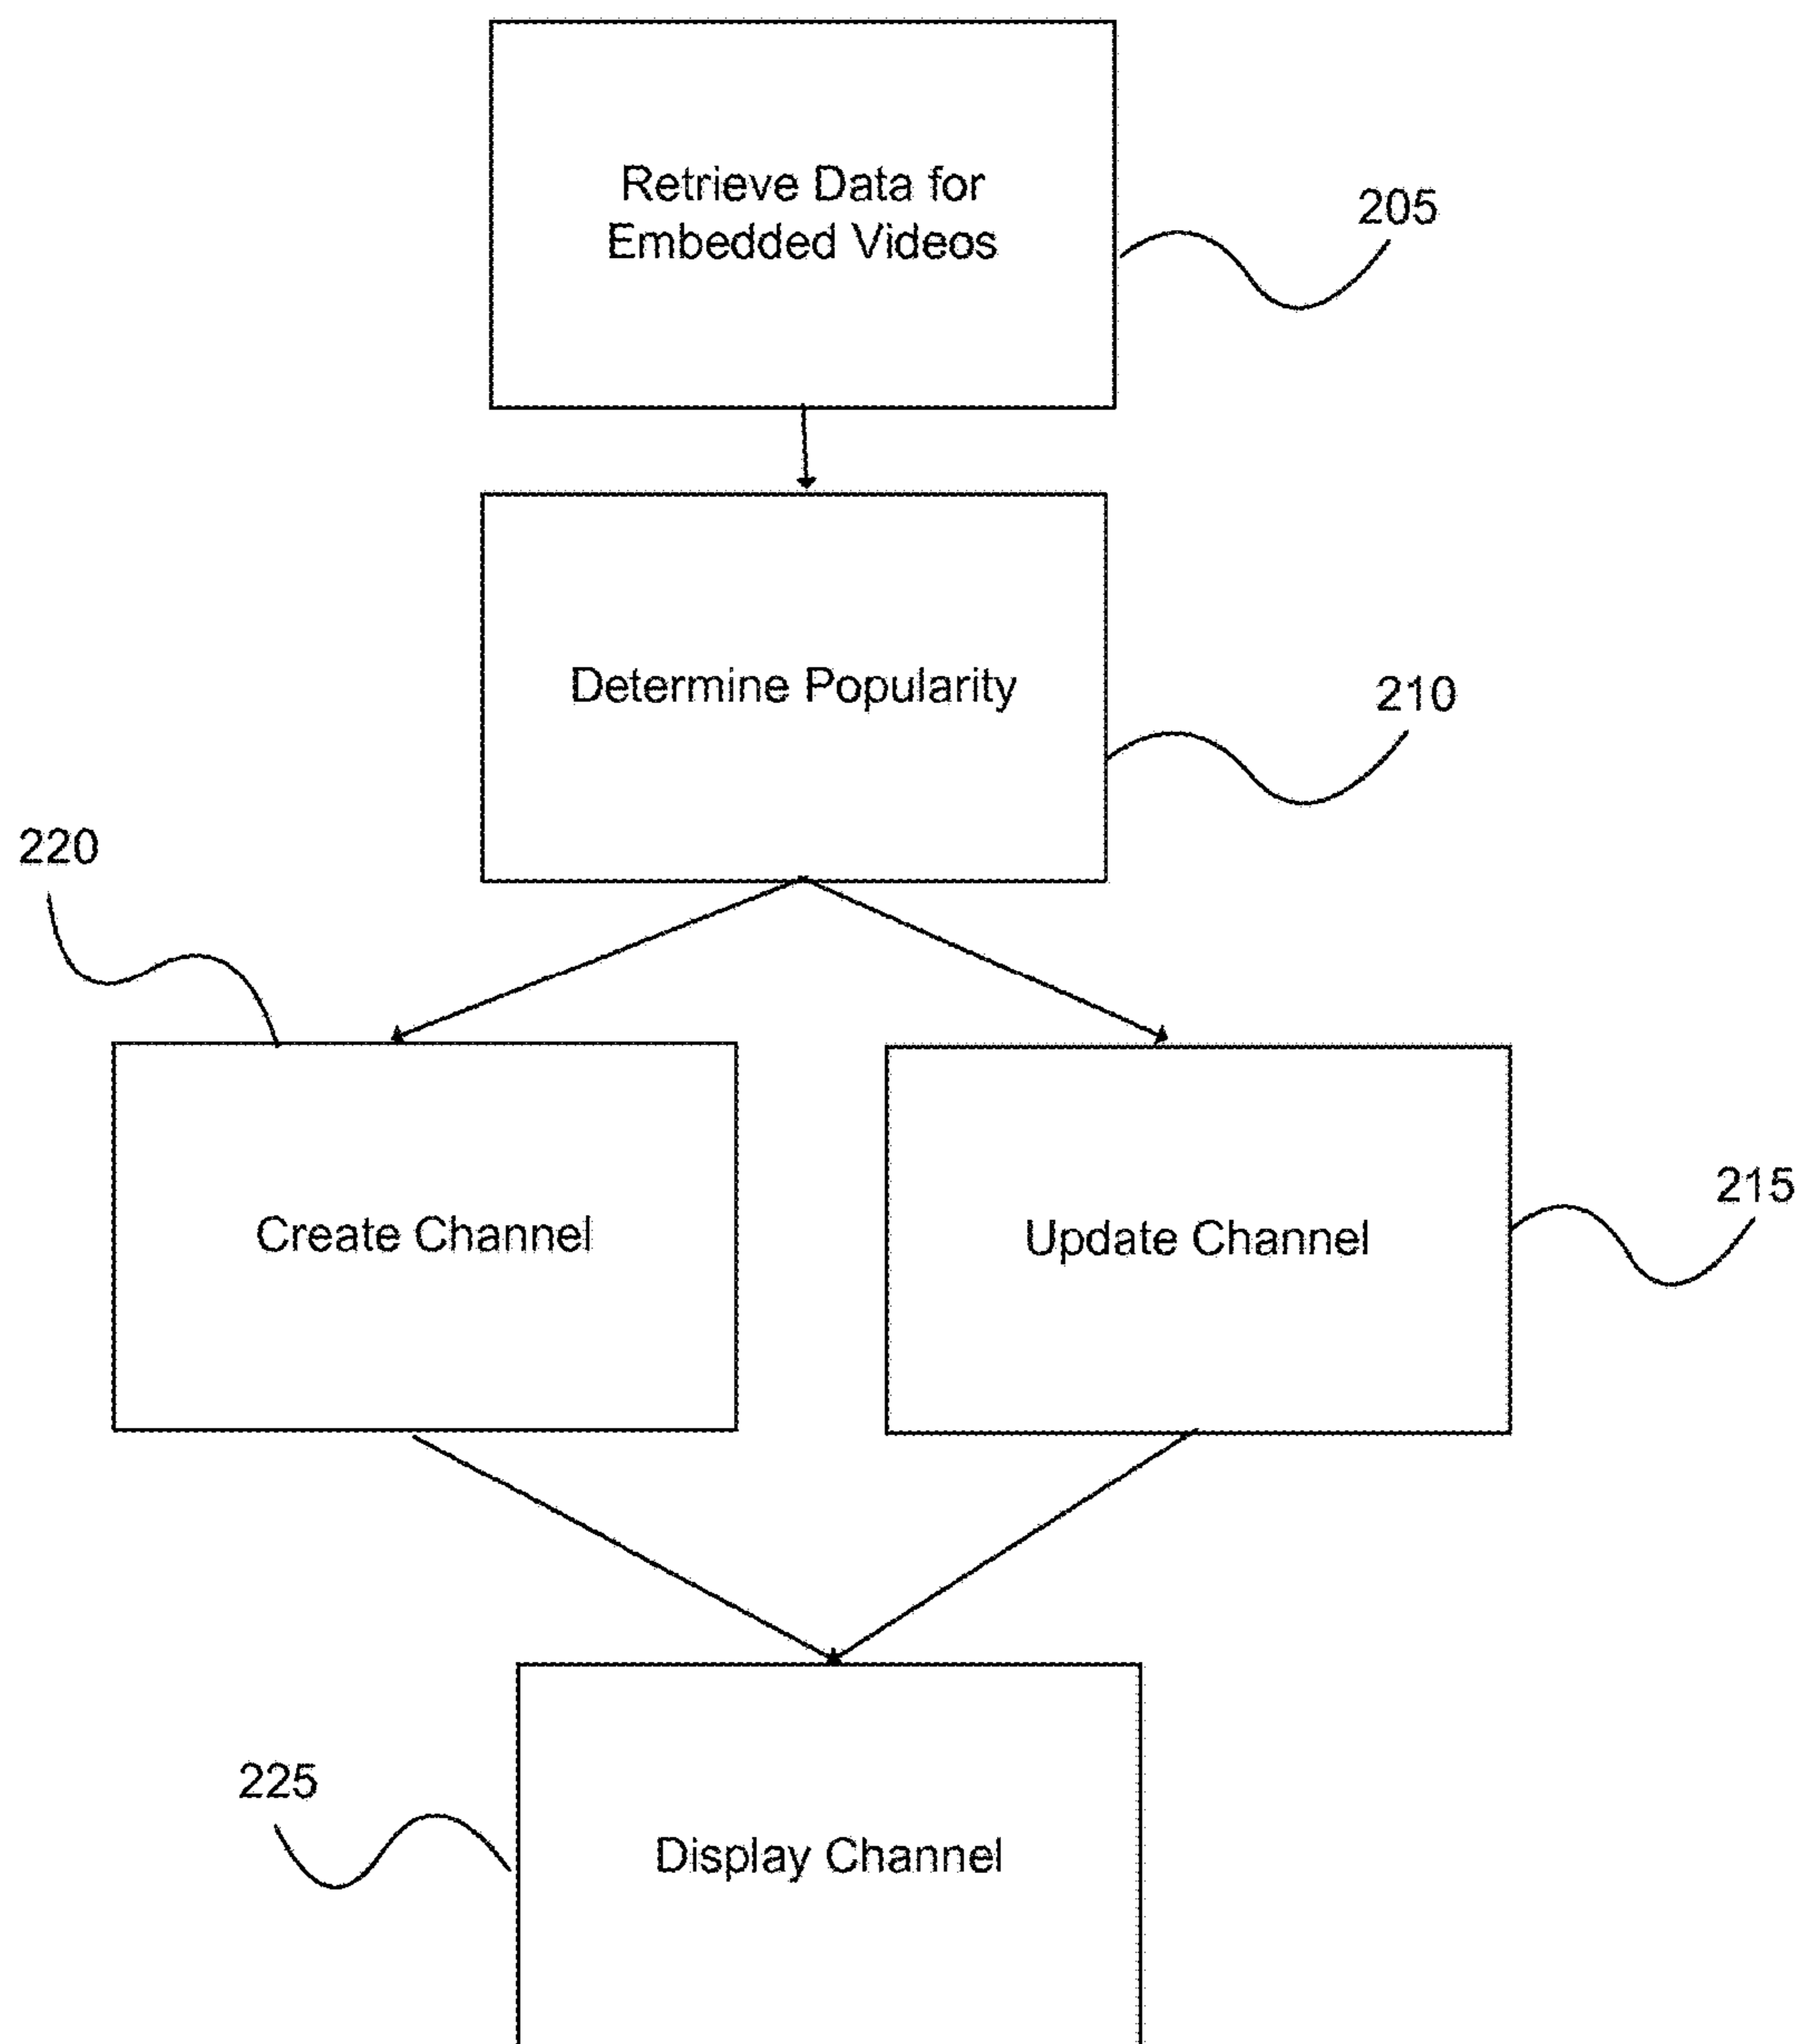 Retrieve Data for
Embedded Videos
205
Determine Popularity
210
220
Create Channel
Update Channel
215
225
Display Channel